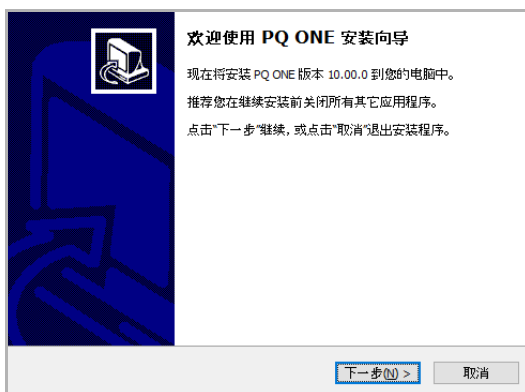 欢迎使用 PQ ONE 安装向导
现在将安装 PQ ONE 版本 10.00.0 到您的电脑中。
推荐您在继续安装前关闭所有其它应用程序。
点击“下一步”继续, 或点击“取消”退出安装程序。
下一步(N) >
取消